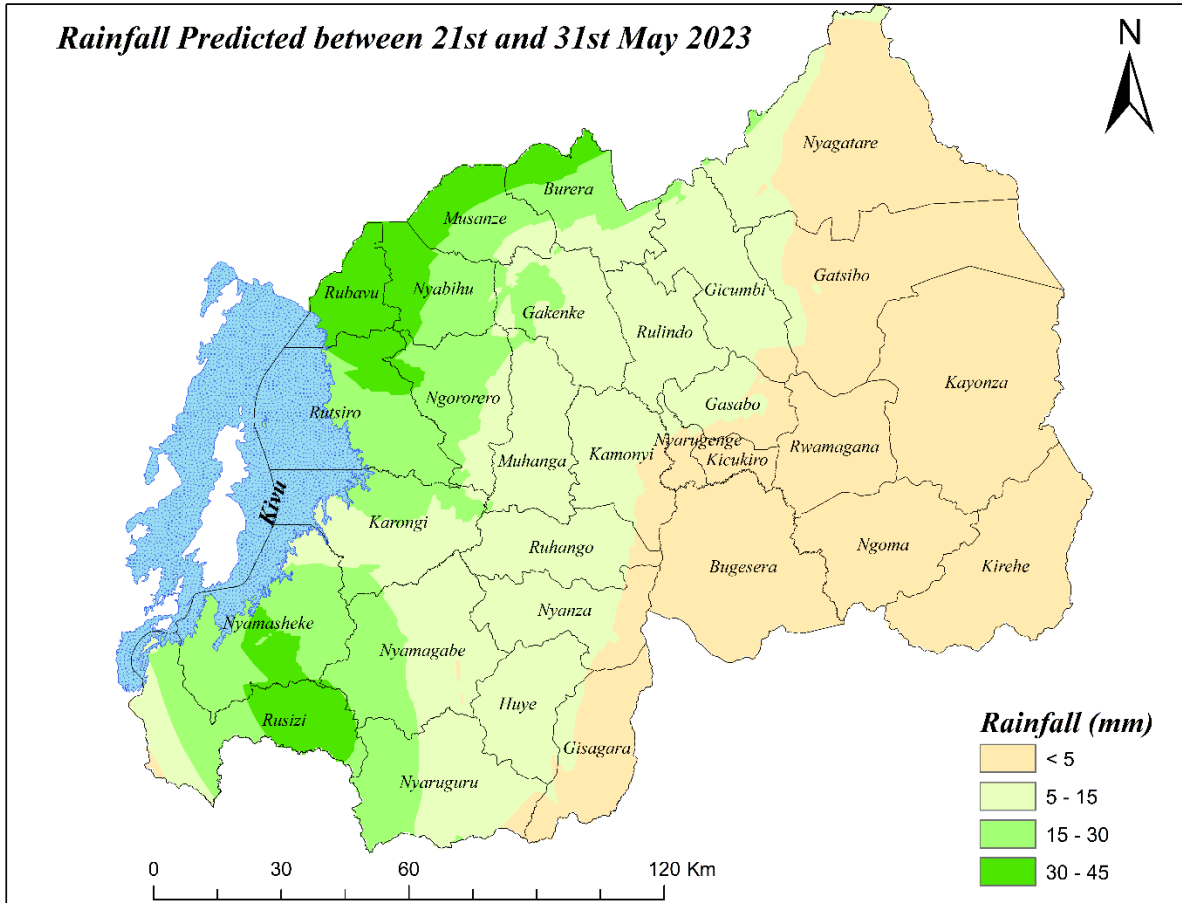 Rainfall Predicted between 21st and 31st May 2023
N
Nyagatare
Burera
Musanze
Gatsibo
Rubavu
Nyabihu
Gicumbi
Gakenke
Rulindo
Kayonza
Ngororero
Gasabo
Rutsiro
Nyarugenge
Rwamagana
Kamonyi
Kicukiro
Muhanga
Kivu
Karongi
Ruhango
Ngoma
Bugesera
Kirehe
Nyanza
Nyamasheke
Nyamagabe
Huye
Rusizi
Gisagara
Nyaruguru
Rainfall (mm)
< 5
5 - 15
15 - 30
30 - 45
0 30 60 120 Km